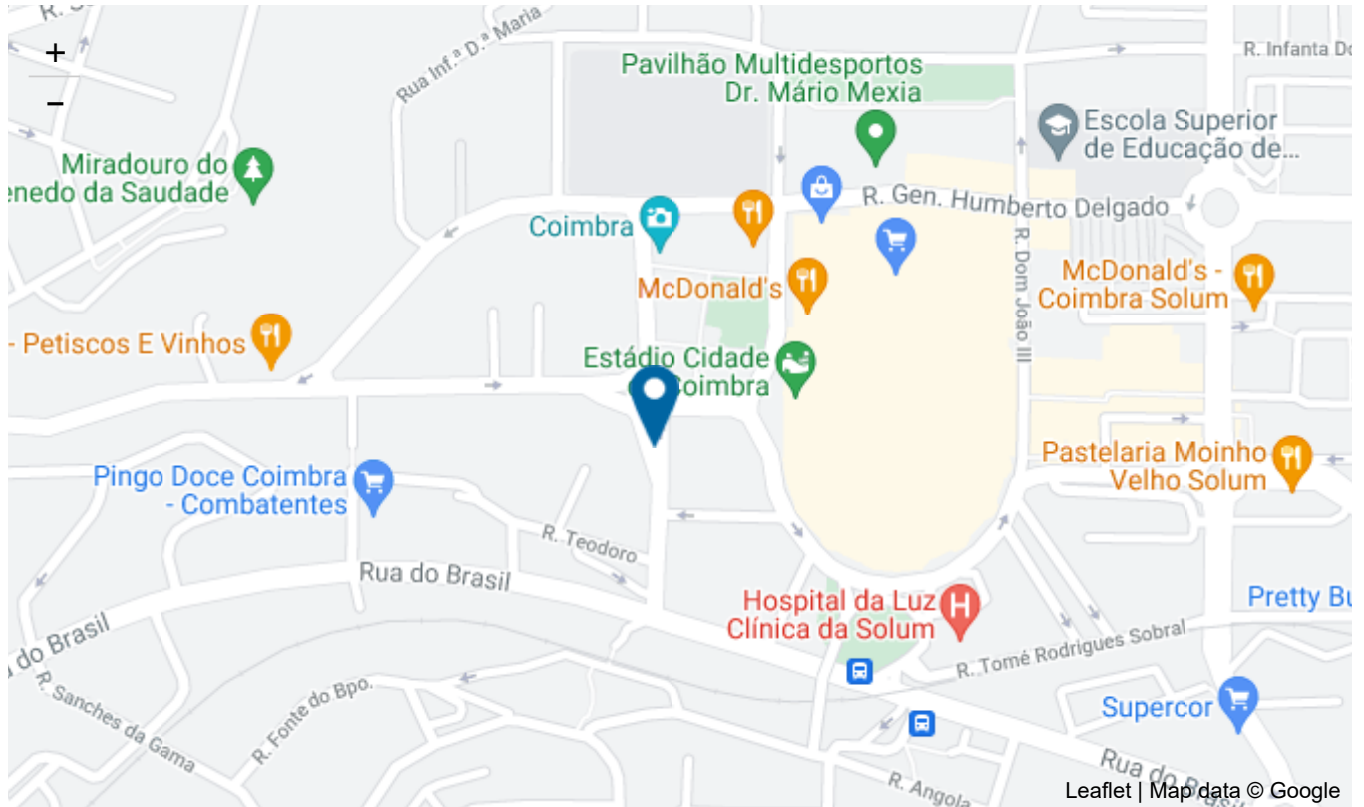 R. S
+
−
Rua Inf.ª D.ª Maria
R. Infanta Do
Pavilhão Multidesportos
Dr. Mário Mexia
Escola Superior
de Educação de...
Miradouro do
enedo da Saudade
R. Gen. Humberto Delgado
Coimbra
McDonald's
R. Dom João III
McDonald's -
Coimbra Solum
- Petiscos E Vinhos
Estádio Cidade
Coimbra
Pastelaria Moinho
Velho Solum
Pingo Doce Coimbra
- Combatentes
R. Teodoro
Rua do Brasil
H
Hospital da Luz
Clínica da Solum
Pretty Bu
do Brasil
R. Tomé Rodrigues Sobral
R. Sanches da Gama
R. Fonte do Bpo.
Supercor
R. Angola
Rua do Br
Leaflet | Map data © Google